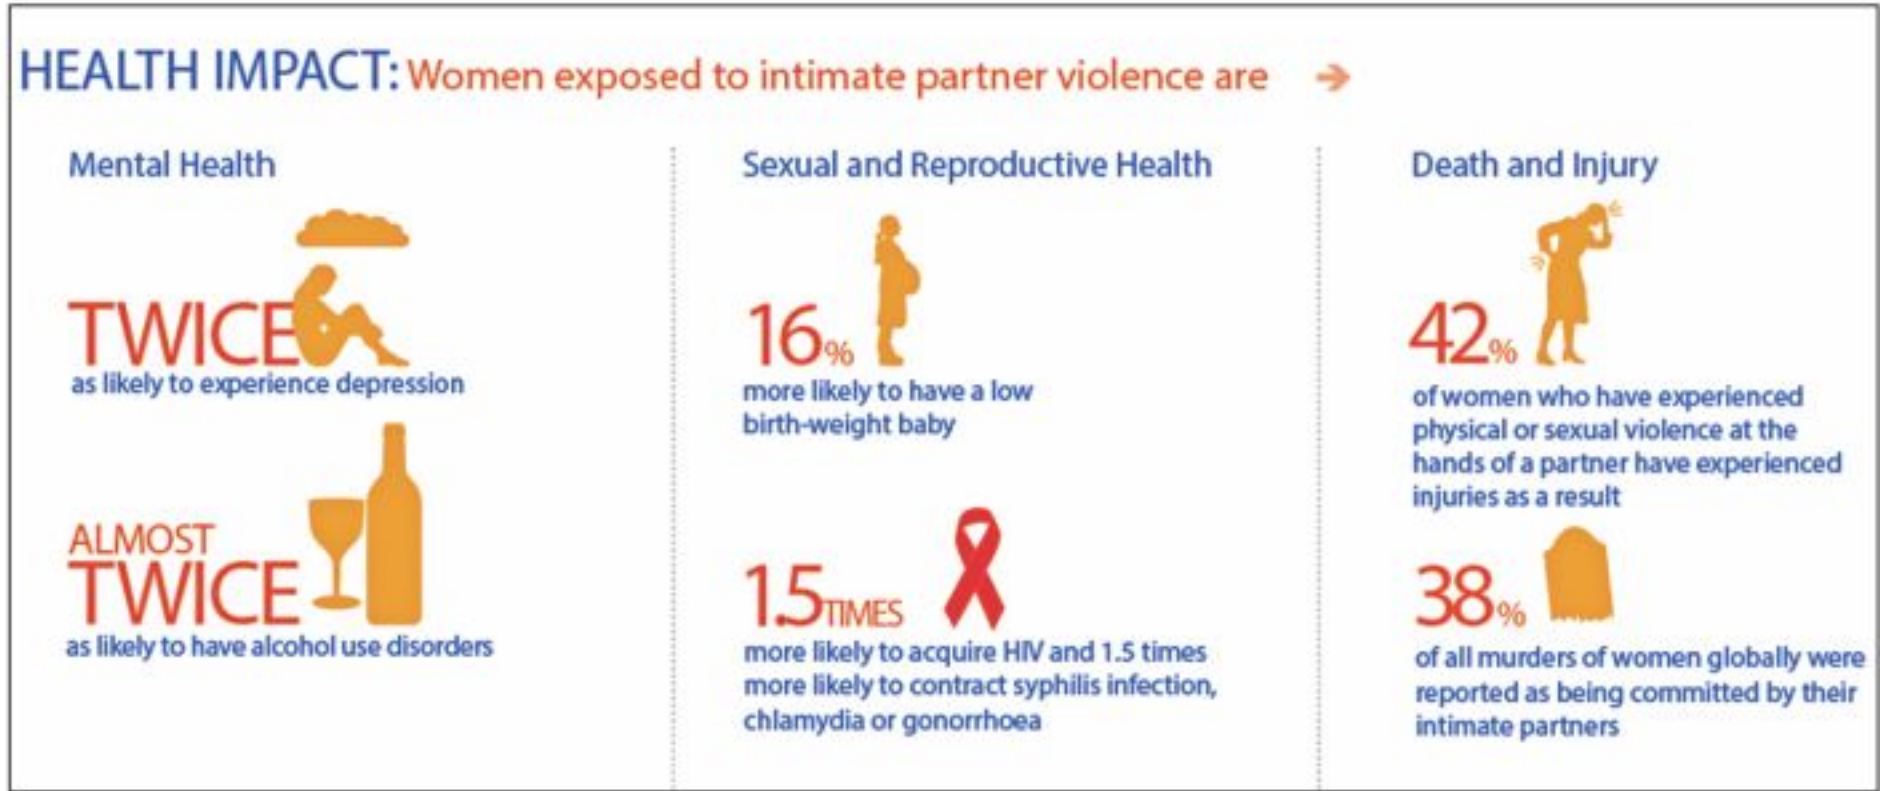 HEALTH IMPACT: Women exposed to intimate partner violence are
Mental Health
TWICE
as likely to experience depression
ALMOST
TWICE
as likely to have alcohol use disorders
Sexual and Reproductive Health
16%
more likely to have a low
birth-weight baby
1.5 TIMES
more likely to acquire HIV and 1.5 times
more likely to contract syphilis infection,
chlamydia or gonorrhoea
Death and Injury
42%
of women who have experienced
physical or sexual violence at the
hands of a partner have experienced
injuries as a result
38%
of all murders of women globally were
reported as being committed by their
intimate partners